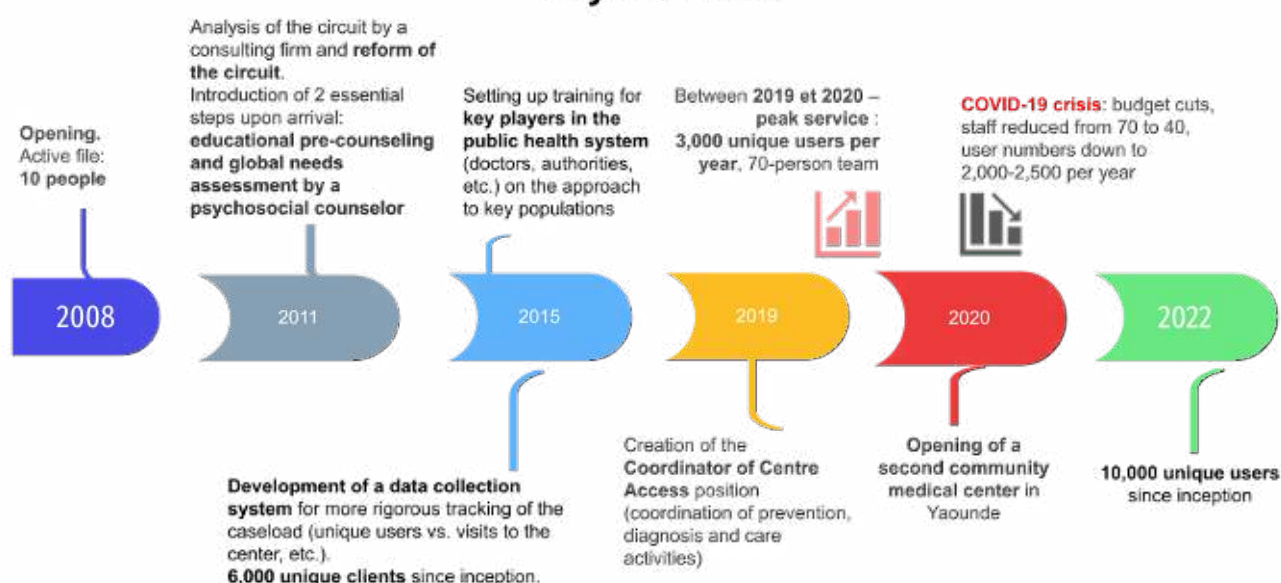 Opening.
Active file:
10 people
Analysis of the circuit by a
consulting firm and reform of
the circuit.
Introduction of 2 essential
steps upon arrival:
educational pre-counseling
and global needs
assessment by a
psychosocial counselor
Setting up training for
key players in the
public health system
(doctors, authorities,
etc.) on the approach
to key populations
Between 2019 et 2020 –
peak service :
3,000 unique users per
year, 70-person team
COVID-19 crisis: budget cuts,
staff reduced from 70 to 40,
user numbers down to
2,000-2,500 per year
2008
2011
2015
2019
2020
2022
Development of a data collection
system for more rigorous tracking of the
caseload (unique users vs. visits to the
center, etc.).
6,000 unique clients since inception.
Creation of the
Coordinator of Centre
Access position
(coordination of prevention,
diagnosis and care
activities)
Opening of a
second community
medical center in
Yaounde
10,000 unique users
since inception